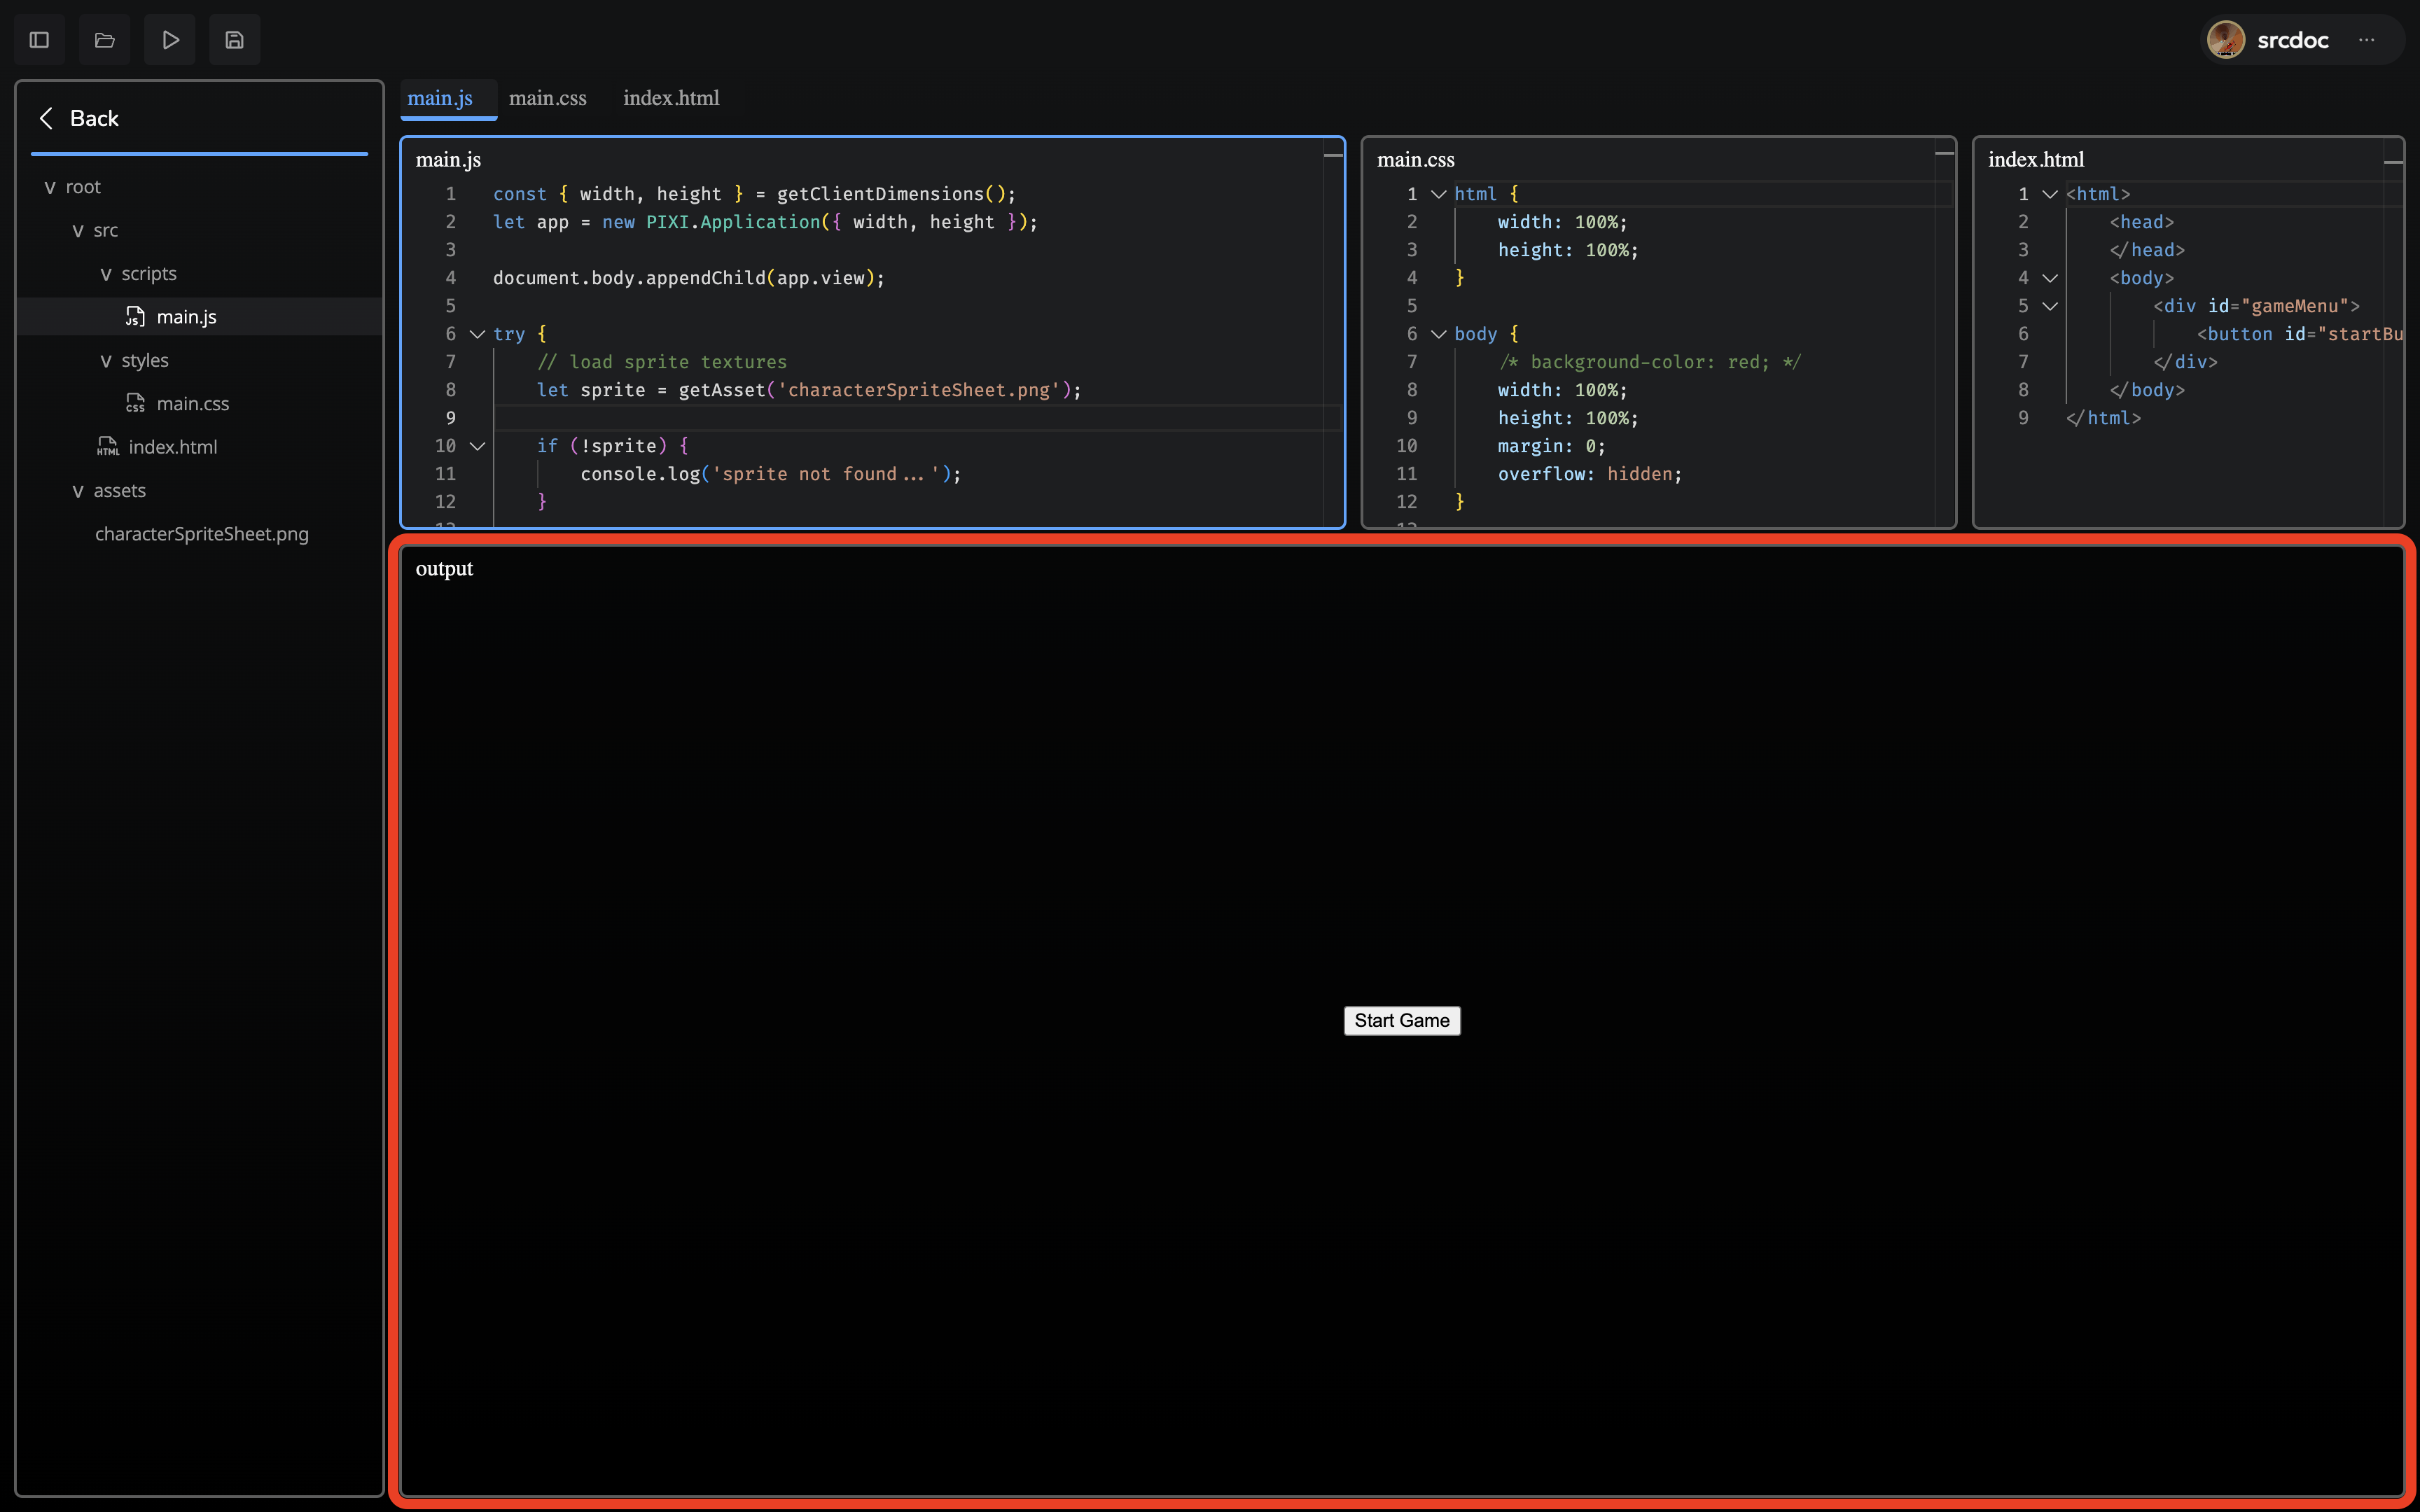 srcdoc
Back
root
src
scripts
main.js
styles
main.css
index.html
assets
characterSpriteSheet.png
main.js main.css index.html
main.js
1 const { width, height } = getClientDimensions();
2 let app = new PIXI.Application({ width, height });
3
4 document.body.appendChild(app.view);
5
6 try {
7 // load sprite textures
8 let sprite = getAsset('characterSpriteSheet.png');
9
10 if (!sprite) {
11 console.log('sprite not found...');
12 }
main.css
1 html {
2 width: 100%;
3 height: 100%;
4 }
5
6 body {
7 /* background-color: red; */
8 width: 100%;
9 height: 100%;
10 margin: 0;
11 overflow: hidden;
12 }
index.html
1 <html>
2 <head>
3 </head>
4 <body>
5 <div id="gameMenu">
6 <button id="startBu
7 </div>
8 </body>
9 </html>
output
Start Game